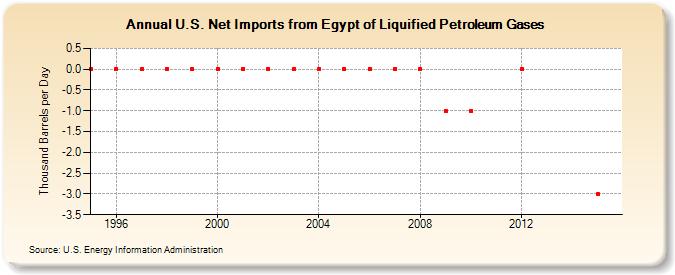 Annual U.S. Net Imports from Egypt of Liquified Petroleum Gases
Thousand Barrels per Day
0.5
0.0
-0.5
-1.0
-1.5
-2.0
-2.5
-3.0
-3.5
1996 2000 2004 2008 2012
Source: U.S. Energy Information Administration